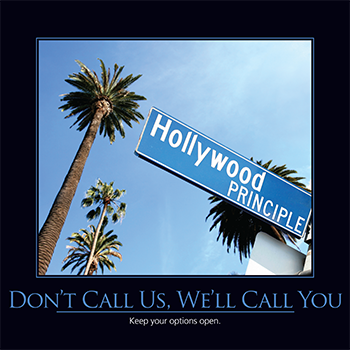 Hollywood
PRINCIPLE
DON'T CALL US, WE'LL CALL YOU
Keep your options open.